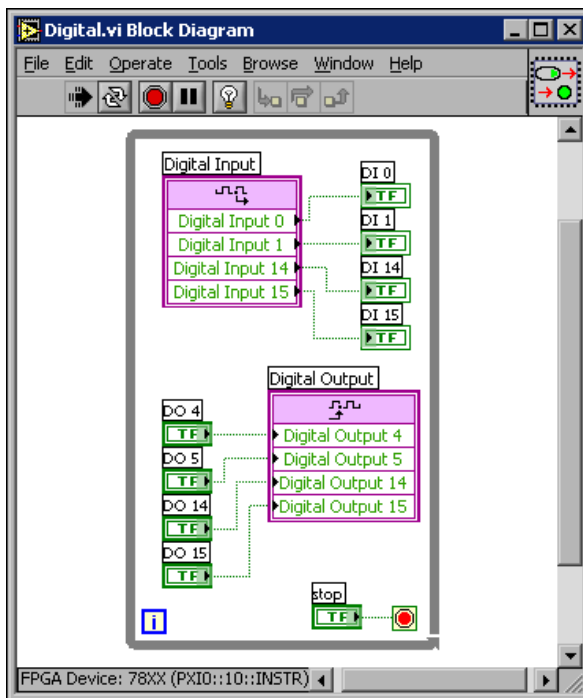 Digital.vi Block Diagram
File Edit Operate Tools Browse Window Help
Digital Input
DI 0
TF
Digital Input 0
DI 1
TF
Digital Input 1
DI 14
TF
Digital Input 14
DI 15
TF
Digital Input 15
Digital Output
DO 4
TF
Digital Output 4
DO 5
TF
Digital Output 5
DO 14
TF
Digital Output 14
DO 15
TF
Digital Output 15
stop
TF
i
FPGA Device: 78XX (PXI0::10::INSTR)